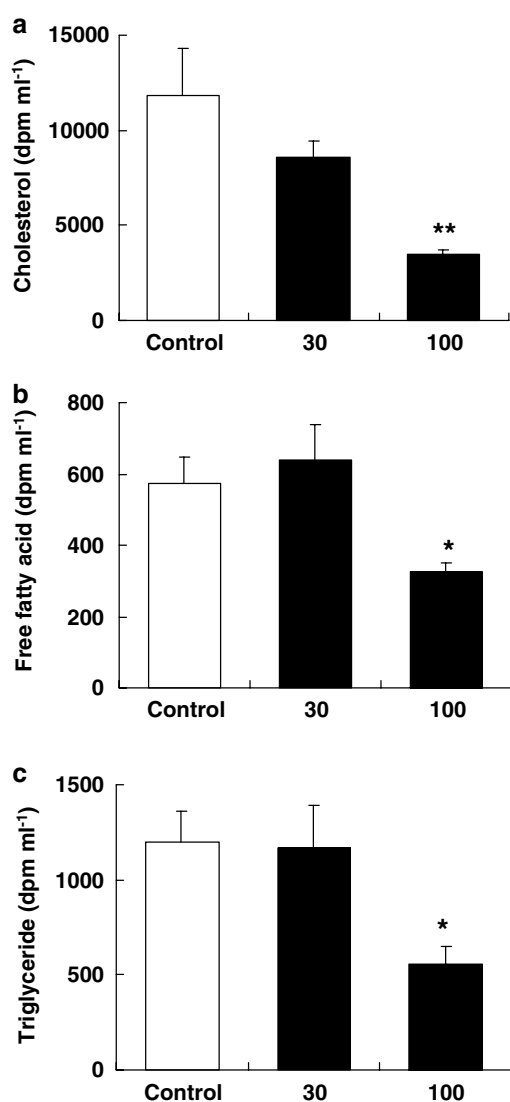 a
Cholesterol (dpm ml-1)
15000
10000
5000
0
**
Control 30 100
b
Free fatty acid (dpm ml-1)
800
600
400
200
0
*
Control 30 100
c
Triglyceride (dpm ml-1)
1500
1000
500
0
*
Control 30 100